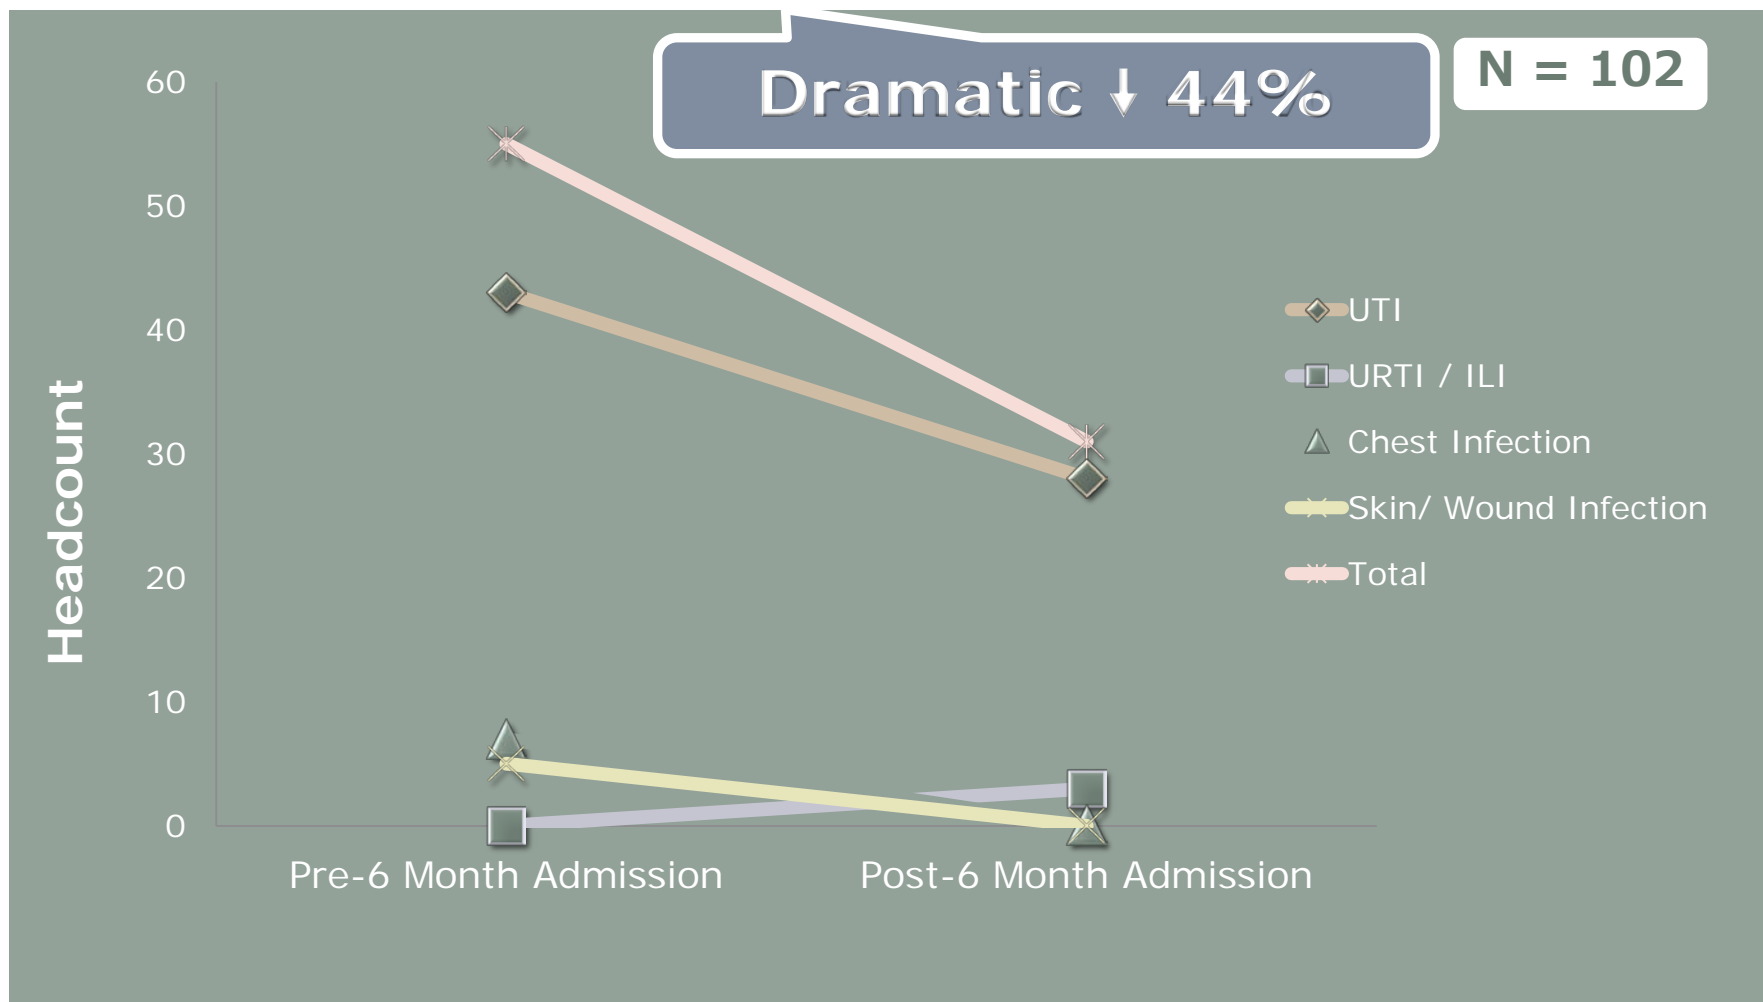 Dramatic ↓ 44%
N = 102
60
50
40
30
20
10
0
Headcount
Pre-6 Month Admission
Post-6 Month Admission
UTI
URTI / ILI
Chest Infection
Skin/ Wound Infection
Total